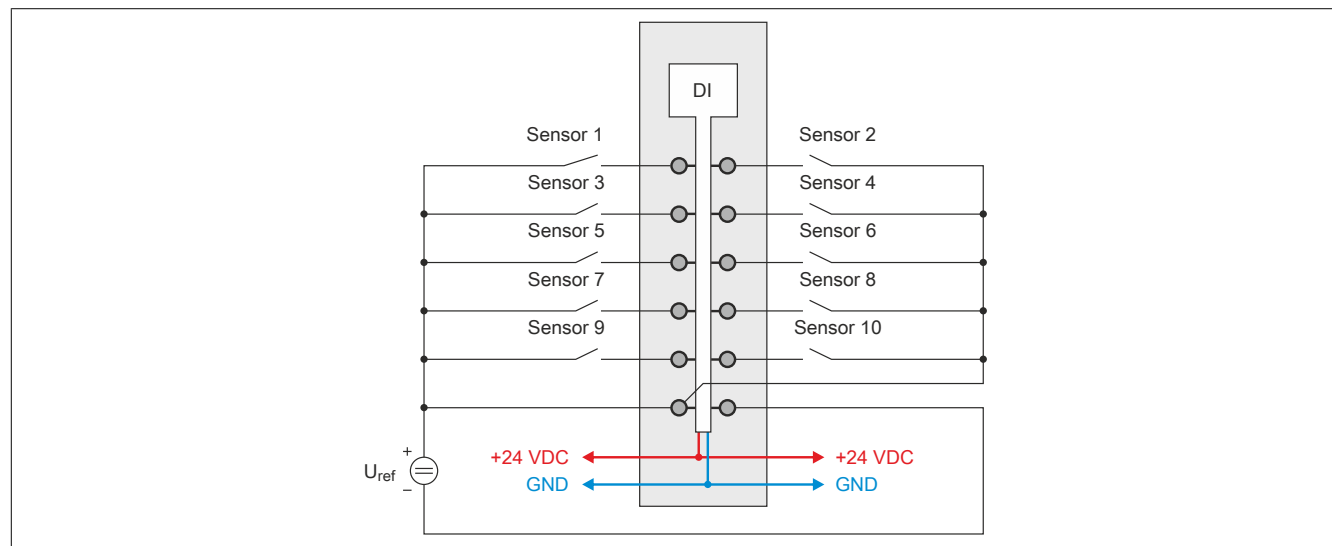 DI
Sensor 1
Sensor 2
Sensor 3
Sensor 4
Sensor 5
Sensor 6
Sensor 7
Sensor 8
Sensor 9
Sensor 10
+
Uref
−
+24 VDC
+24 VDC
GND
GND